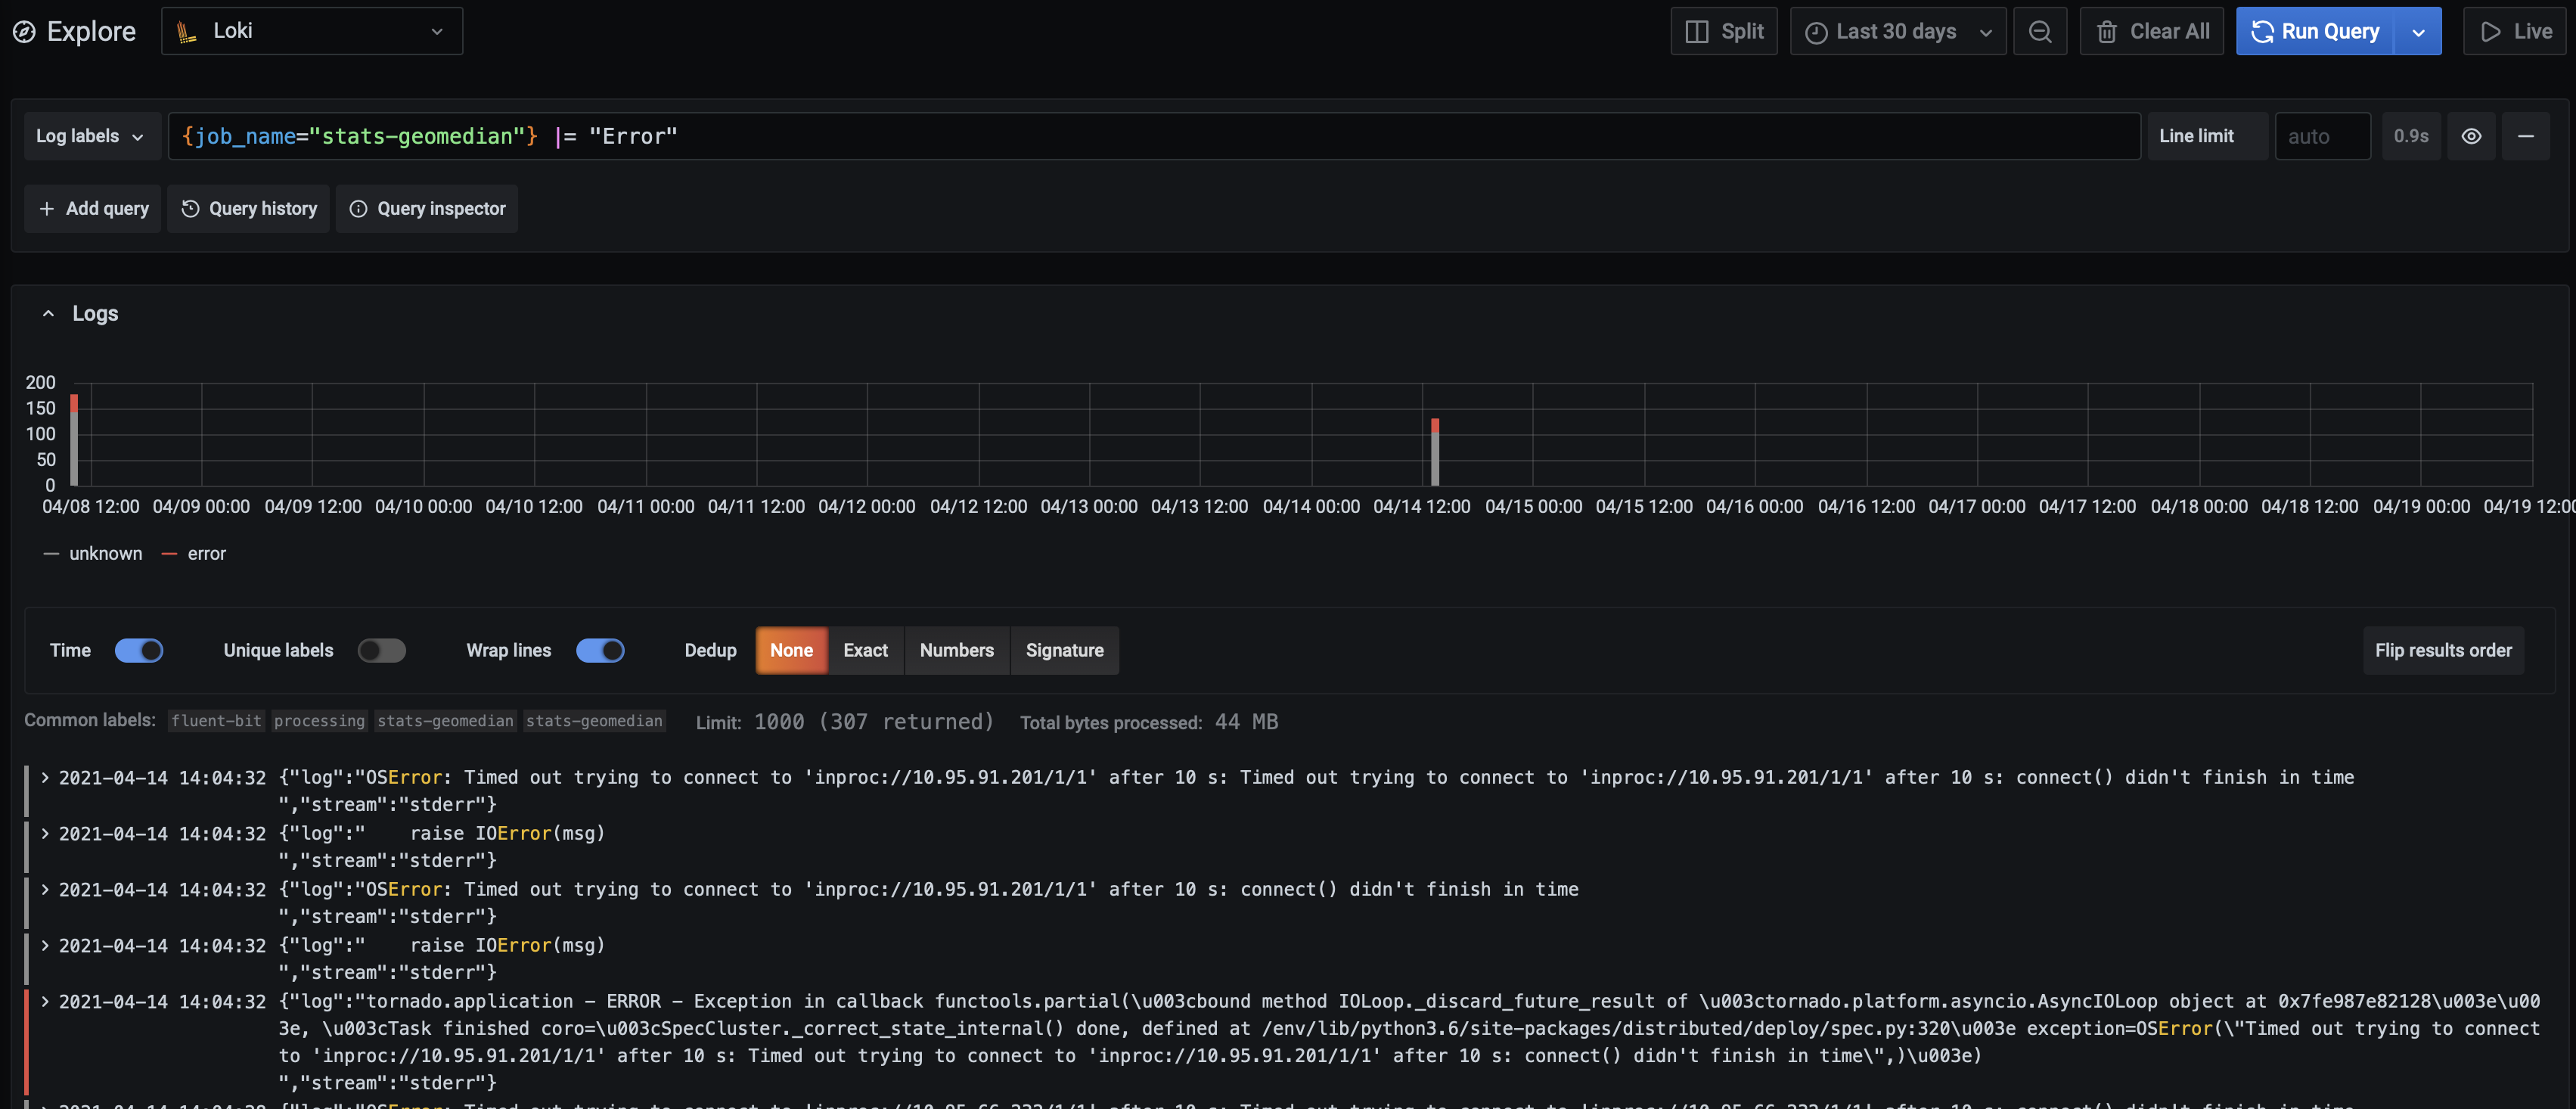 Explore Loki Split Last 30 days Clear All Run Query Live
Log labels {job_name="stats-geomedian"} |= "Error" Line limit auto 0.9s
+ Add query Query history Query inspector
Logs
200
150
100
50
0
04/08 12:00 04/09 00:00 04/09 12:00 04/10 00:00 04/10 12:00 04/11 00:00 04/11 12:00 04/12 00:00 04/12 12:00 04/13 00:00 04/13 12:00 04/14 00:00 04/14 12:00 04/15 00:00 04/15 12:00 04/16 00:00 04/16 12:00 04/17 00:00 04/17 12:00 04/18 00:00 04/18 12:00 04/19 00:00 04/19 12:00
unknown error
Time Unique labels Wrap lines Dedup None Exact Numbers Signature Flip results order
Common labels: fluent-bit processing stats-geomedian stats-geomedian Limit: 1000 (307 returned) Total bytes processed: 44 MB
> 2021-04-14 14:04:32 {"log":"OSError: Timed out trying to connect to 'inproc://10.95.91.201/1/1' after 10 s: Timed out trying to connect to 'inproc://10.95.91.201/1/1' after 10 s: connect() didn't finish in time
","stream":"stderr"}
> 2021-04-14 14:04:32 {"log":"    raise IOError(msg)
","stream":"stderr"}
> 2021-04-14 14:04:32 {"log":"OSError: Timed out trying to connect to 'inproc://10.95.91.201/1/1' after 10 s: connect() didn't finish in time
","stream":"stderr"}
> 2021-04-14 14:04:32 {"log":"    raise IOError(msg)
","stream":"stderr"}
> 2021-04-14 14:04:32 {"log":"tornado.application - ERROR - Exception in callback functools.partial(\u003cbound method IOLoop._discard_future_result of \u003ctornado.platform.asyncio.AsyncIOLoop object at 0x7fe987e82128\u003e\u00
3e, \u003cTask finished coro=\u003cSpecCluster._correct_state_internal() done, defined at /env/lib/python3.6/site-packages/distributed/deploy/spec.py:320\u003e exception=OSError(\"Timed out trying to connect
to 'inproc://10.95.91.201/1/1' after 10 s: Timed out trying to connect to 'inproc://10.95.91.201/1/1' after 10 s: connect() didn't finish in time\",)\u003e)
","stream":"stderr"}